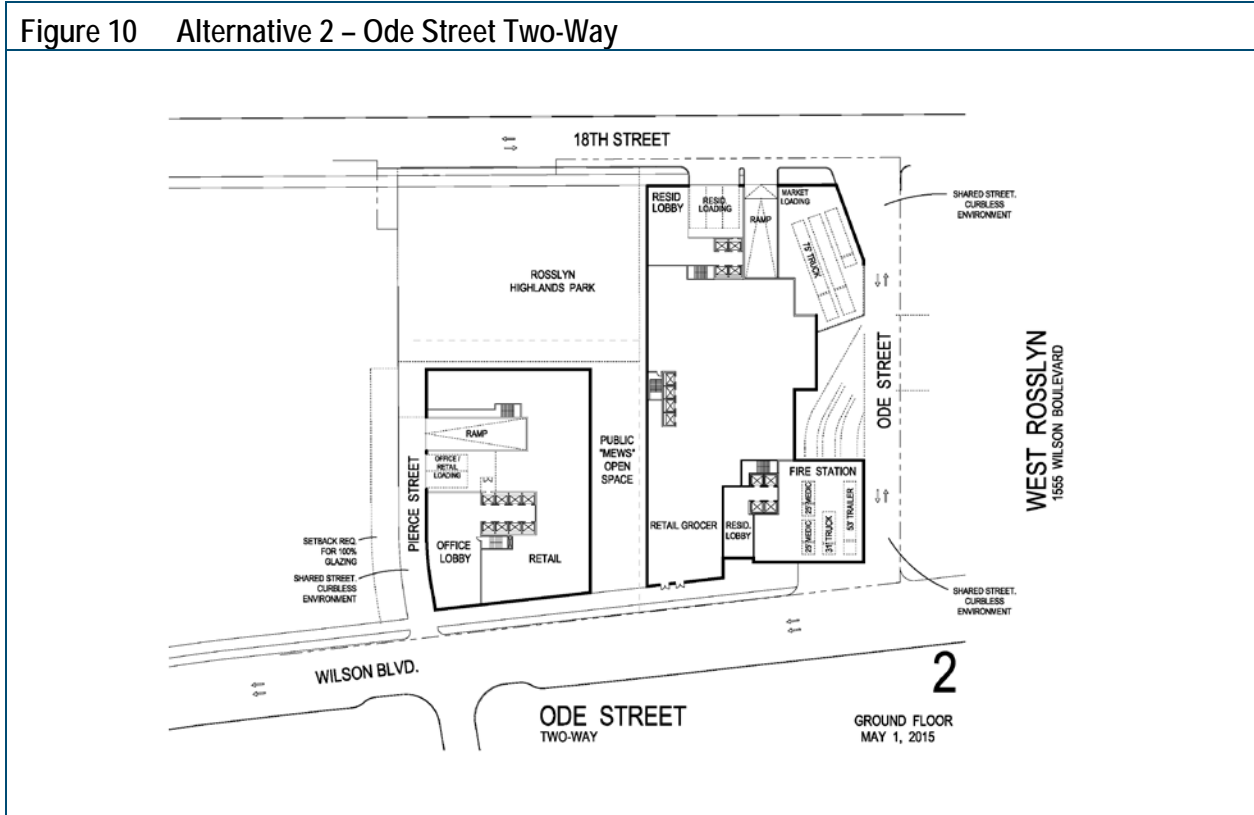 Figure 10 Alternative 2 – Ode Street Two-Way
18TH STREET
RESID
LOBBY
RESID.
LOADING
RAMP
MARKET
LOADING
75' TRUCK
SHARED STREET.
CURBLESS
ENVIRONMENT
ROSSLYN
HIGHLANDS PARK
ODE STREET
WEST ROSSLYN
1555 WILSON BOULEVARD
RAMP
OFFICE /
RETAIL
LOADING
PIERCE STREET
PUBLIC
"MEWS"
OPEN
SPACE
FIRE STATION
25' MEDIC
25' MEDIC
31' TRUCK
53' TRAILER
RETAIL GROCER
RESID.
LOBBY
OFFICE
LOBBY
RETAIL
SETBACK REQ.
FOR 100%
GLAZING
SHARED STREET.
CURBLESS
ENVIRONMENT
SHARED STREET.
CURBLESS
ENVIRONMENT
WILSON BLVD.
2
ODE STREET
TWO-WAY
GROUND FLOOR
MAY 1, 2015